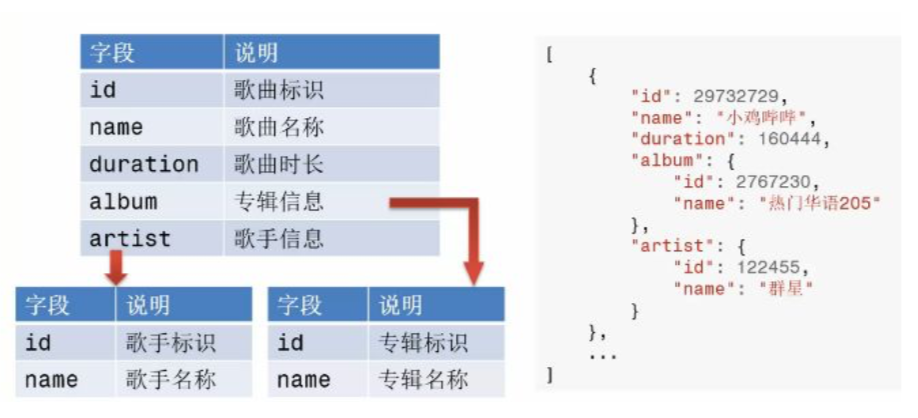 字段 说明
id 歌曲标识
name 歌曲名称
duration 歌曲时长
album 专辑信息
artist 歌手信息
字段 说明
id 歌手标识
name 歌手名称
字段 说明
id 专辑标识
name 专辑名称
[
{
"id": 29732729,
"name": "小鸡哔哔",
"duration": 160444,
"album": {
"id": 2767230,
"name": "热门华语205"
},
"artist": {
"id": 122455,
"name": "群星"
}
},
...
]